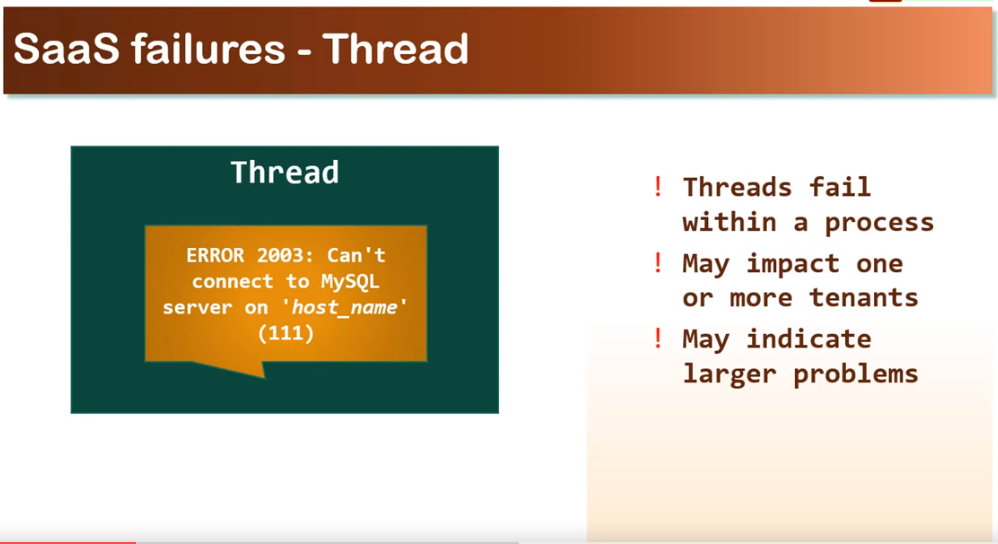 SaaS failures - Thread
Thread
ERROR 2003: Can't
connect to MySQL
server on 'host_name'
(111)
! Threads fail
within a process
! May impact one
or more tenants
! May indicate
larger problems